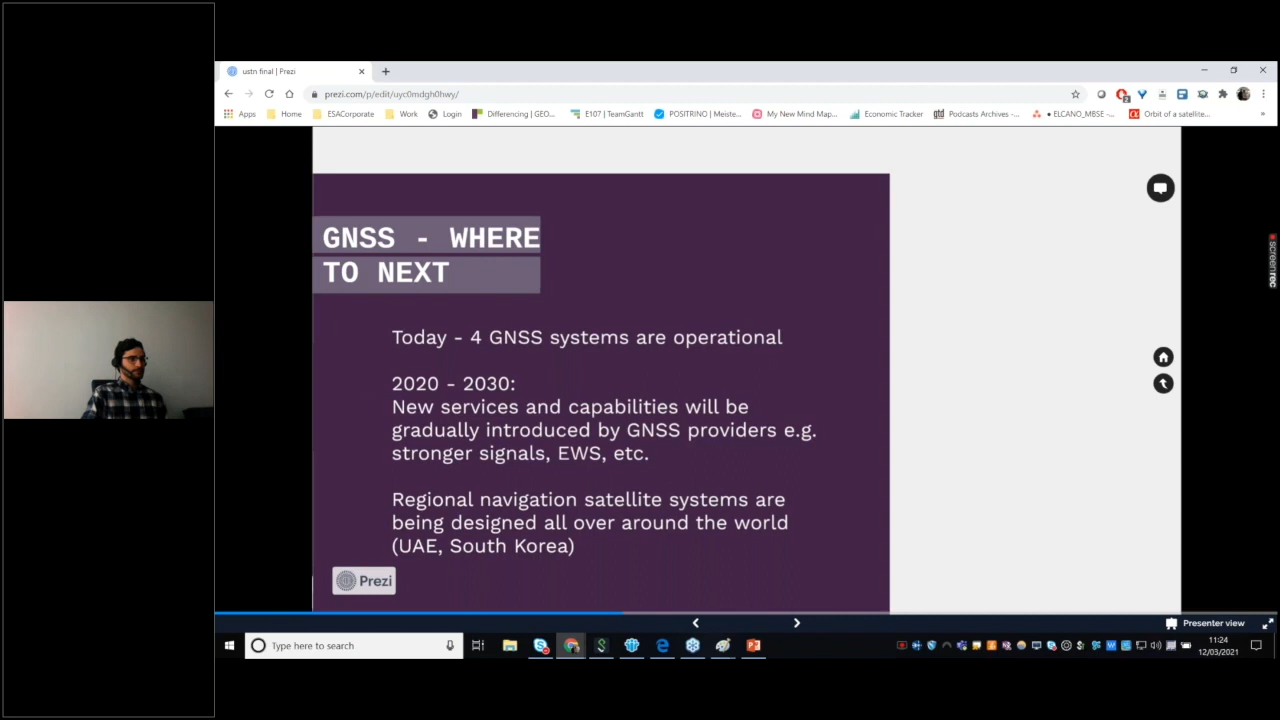 ustn final | Prezi
prezi.com/p/edit/uyc0mdgh0hwy/
Apps Home ESACorporate Work Login Differencing | GEO... E107 | TeamGantt POSITRINO | Meiste... My New Mind Map... Economic Tracker gtd Podcasts Archives -... • ELCANO_MBSE -... Orbit of a satellite... »
GNSS - WHERE
TO NEXT
Today - 4 GNSS systems are operational
2020 - 2030:
New services and capabilities will be
gradually introduced by GNSS providers e.g.
stronger signals, EWS, etc.
Regional navigation satellite systems are
being designed all over around the world
(UAE, South Korea)
Prezi
screenrec
Presenter view
Type here to search
11:24
12/03/2021